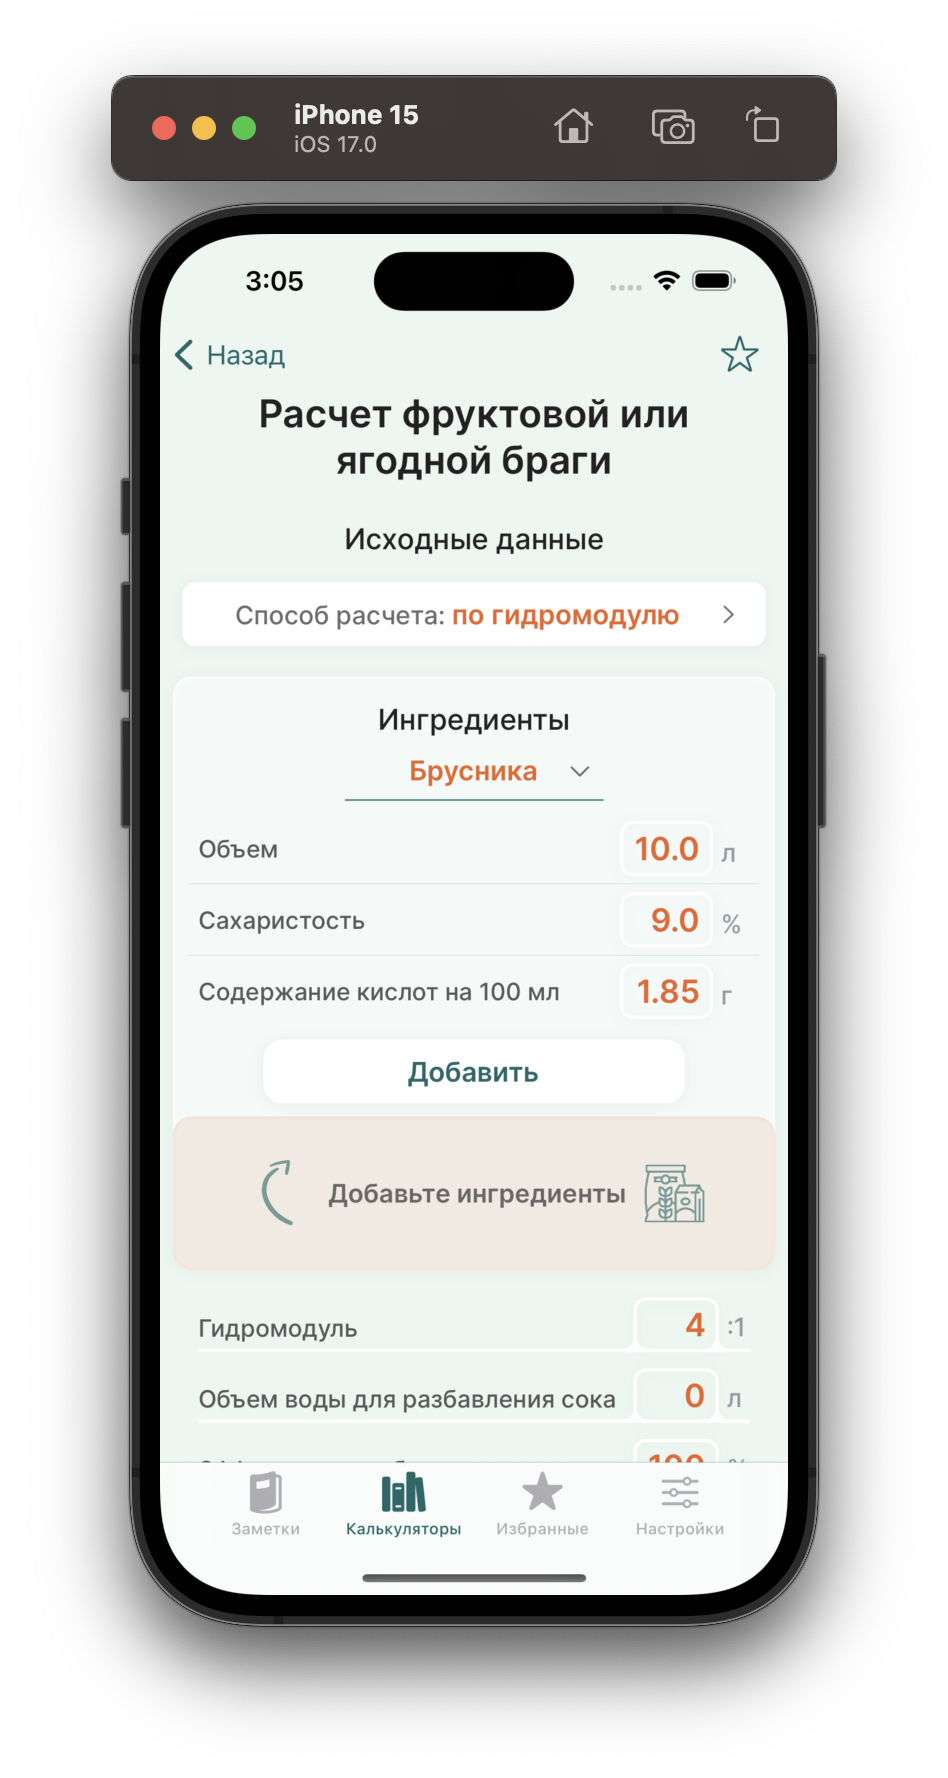 iPhone 15
iOS 17.0
3:05
Назад
Расчет фруктовой или
ягодной браги
Исходные данные
Способ расчета: по гидромодулю
Ингредиенты
Брусника
Объем 10.0 л
Сахаристость 9.0 %
Содержание кислот на 100 мл 1.85 г
Добавить
Добавьте ингредиенты
Гидромодуль 4 :1
Объем воды для разбавления сока 0 л
100 %
Заметки Калькуляторы Избранные Настройки